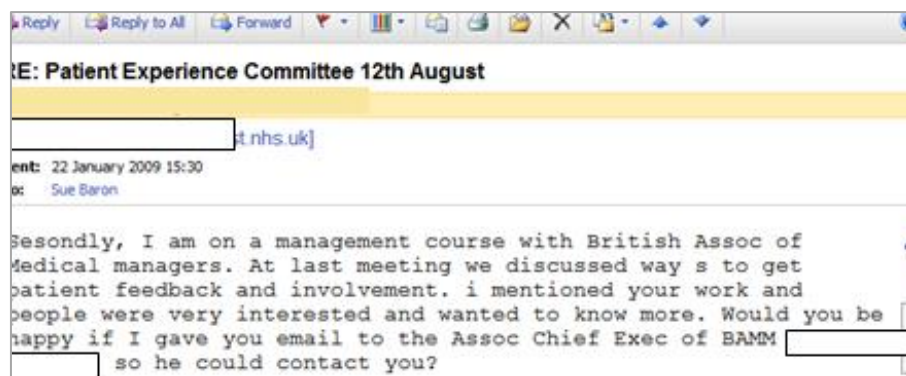 Reply Reply to All Forward
RE: Patient Experience Committee 12th August
st.nhs.uk]
ent: 22 January 2009 15:30
o: Sue Baron
Sesondly, I am on a management course with British Assoc of
Medical managers. At last meeting we discussed way s to get
patient feedback and involvement. i mentioned your work and
people were very interested and wanted to know more. Would you be
happy if I gave you email to the Assoc Chief Exec of BAMM
so he could contact you?